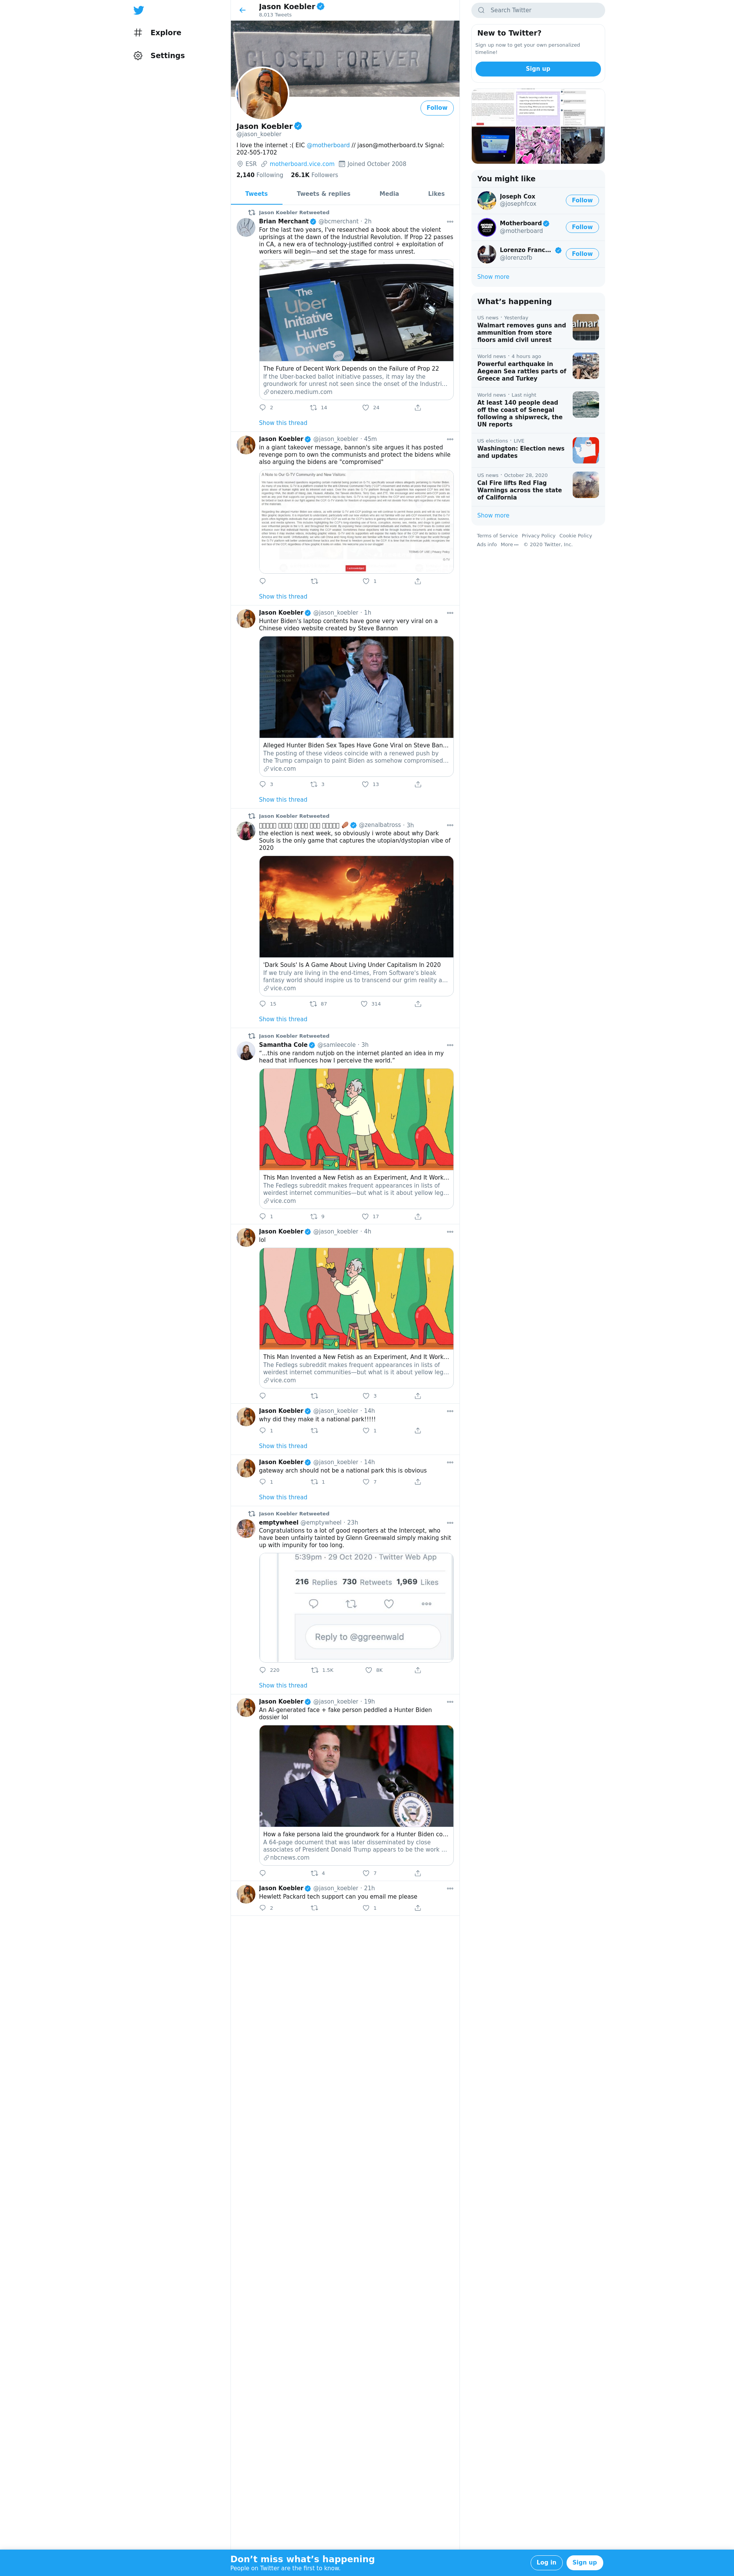 Explore
Settings
Jason Koebler
8,013 Tweets
CLOSED FOREVER
Follow
Jason Koebler
@jason_koebler
I love the internet :( EIC @motherboard // jason@motherboard.tv Signal:
202-505-1702
ESR motherboard.vice.com Joined October 2008
2,140 Following 26.1K Followers
Tweets Tweets & replies Media Likes
Jason Koebler Retweeted
Brian Merchant @bcmerchant · 2h
For the last two years, I've researched a book about the violent
uprisings at the dawn of the Industrial Revolution. If Prop 22 passes
in CA, a new era of technology-justified control + exploitation of
workers will begin—and set the stage for mass unrest.
The
Uber
Initiative
Hurts
Drivers
The Future of Decent Work Depends on the Failure of Prop 22
If the Uber-backed ballot initiative passes, it may lay the
groundwork for unrest not seen since the onset of the Industri...
onezero.medium.com
2 14 24
Show this thread
Jason Koebler @jason_koebler · 45m
in a giant takeover message, bannon's site argues it has posted
revenge porn to own the communists and protect the bidens while
also arguing the bidens are "compromised"
A Note to Our G-TV Community and New Visitors:
1
Show this thread
Jason Koebler @jason_koebler · 1h
Hunter Biden's laptop contents have gone very very viral on a
Chinese video website created by Steve Bannon
Alleged Hunter Biden Sex Tapes Have Gone Viral on Steve Ban...
The posting of these videos coincide with a renewed push by
the Trump campaign to paint Biden as somehow compromised...
vice.com
3 3 13
Show this thread
Jason Koebler Retweeted
@zenalbatross · 3h
the election is next week, so obviously i wrote about why Dark
Souls is the only game that captures the utopian/dystopian vibe of
2020
'Dark Souls' Is A Game About Living Under Capitalism In 2020
If we truly are living in the end-times, From Software's bleak
fantasy world should inspire us to transcend our grim reality a...
vice.com
15 87 314
Show this thread
Jason Koebler Retweeted
Samantha Cole @samleecole · 3h
"...this one random nutjob on the internet planted an idea in my
head that influences how I perceive the world."
This Man Invented a New Fetish as an Experiment, And It Work...
The Fedlegs subreddit makes frequent appearances in lists of
weirdest internet communities—but what is it about yellow leg...
vice.com
1 9 17
Jason Koebler @jason_koebler · 4h
lol
This Man Invented a New Fetish as an Experiment, And It Work...
The Fedlegs subreddit makes frequent appearances in lists of
weirdest internet communities—but what is it about yellow leg...
vice.com
3
Jason Koebler @jason_koebler · 14h
why did they make it a national park!!!!!
1 1
Show this thread
Jason Koebler @jason_koebler · 14h
gateway arch should not be a national park this is obvious
1 1 7
Show this thread
Jason Koebler Retweeted
emptywheel @emptywheel · 23h
Congratulations to a lot of good reporters at the Intercept, who
have been unfairly tainted by Glenn Greenwald simply making shit
up with impunity for too long.
5:39pm · 29 Oct 2020 · Twitter Web App
216 Replies 730 Retweets 1,969 Likes
Reply to @ggreenwald
220 1.5K 8K
Show this thread
Jason Koebler @jason_koebler · 19h
An AI-generated face + fake person peddled a Hunter Biden
dossier lol
How a fake persona laid the groundwork for a Hunter Biden co...
A 64-page document that was later disseminated by close
associates of President Donald Trump appears to be the work ...
nbcnews.com
4 7
Jason Koebler @jason_koebler · 21h
Hewlett Packard tech support can you email me please
2 1
Search Twitter
New to Twitter?
Sign up now to get your own personalized
timeline!
Sign up
You might like
Joseph Cox
@josephfcox
Follow
Motherboard
@motherboard
Follow
Lorenzo Franc...
@lorenzofb
Follow
Show more
What's happening
US news · Yesterday
Walmart removes guns and
ammunition from store
floors amid civil unrest
World news · 4 hours ago
Powerful earthquake in
Aegean Sea rattles parts of
Greece and Turkey
World news · Last night
At least 140 people dead
off the coast of Senegal
following a shipwreck, the
UN reports
US elections · LIVE
Washington: Election news
and updates
US news · October 28, 2020
Cal Fire lifts Red Flag
Warnings across the state
of California
Show more
Terms of Service Privacy Policy Cookie Policy
Ads info More © 2020 Twitter, Inc.
Don't miss what's happening
People on Twitter are the first to know.
Log in Sign up